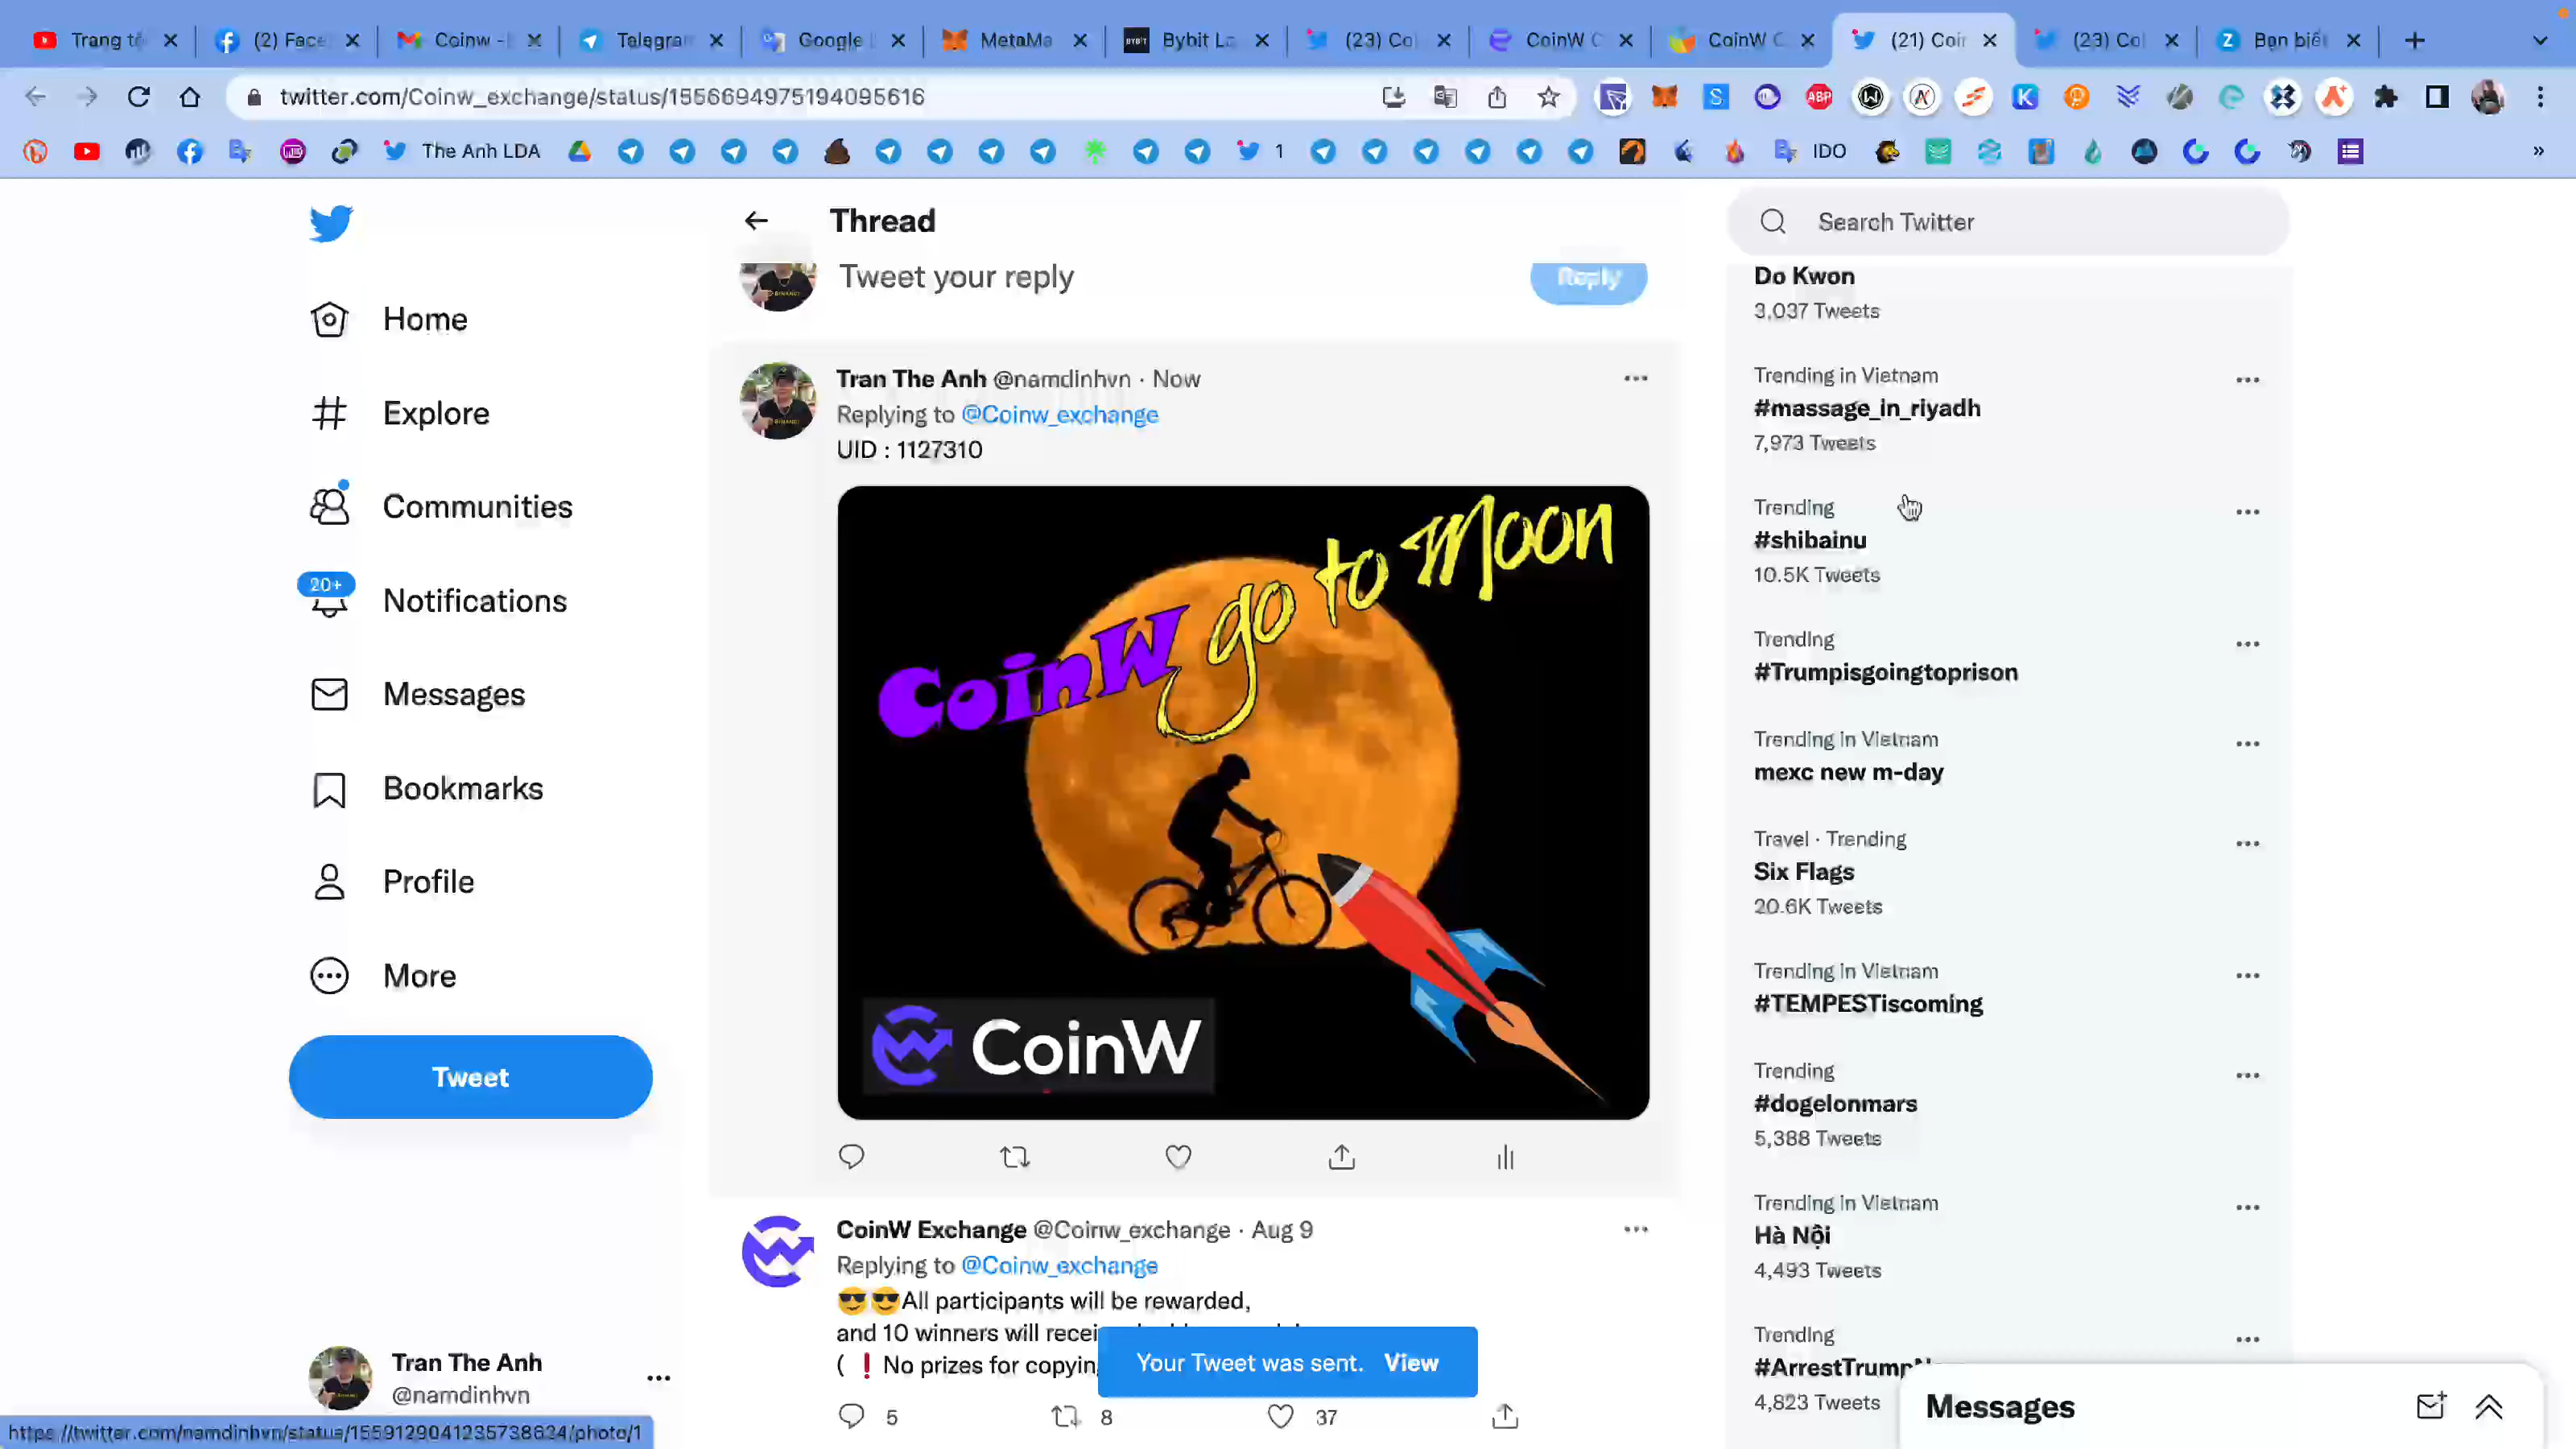 Trang tô
(2) Face
Coinw -
Telegran
Google
MetaMa
Bybit Lo
(23) Co
CoinW C
CoinW C
(21) Coir
(23) Col
Bạn biết
twitter.com/Coinw_exchange/status/1556694975194095616
The Anh LDA
1
IDO
Thread
Search Twitter
Tweet your reply
Reply
Home
Explore
Communities
20+
Notifications
Messages
Bookmarks
Profile
More
Tweet
Tran The Anh
@namdinhvn
Tran The Anh @namdinhvn · Now
Replying to @Coinw_exchange
UID : 1127310
CoinW go to Moon
CoinW
CoinW Exchange @Coinw_exchange · Aug 9
Replying to @Coinw_exchange
😎😎All participants will be rewarded,
and 10 winners will
(❗No prizes for
5
8
37
Your Tweet was sent. View
Do Kwon
3,037 Tweets
Trending in Vietnam
#massage_in_riyadh
7,973 Tweets
Trending
#shibainu
10.5K Tweets
Trending
#Trumpisgoingtoprison
Trending in Vietnam
mexc new m-day
Travel · Trending
Six Flags
20.6K Tweets
Trending in Vietnam
#TEMPESTiscoming
Trending
#dogelonmars
5,388 Tweets
Trending in Vietnam
Hà Nội
4,493 Tweets
Trending
4,823 Tweets
Messages
https://twitter.com/namdinhvn/status/1559129041235738624/photo/1